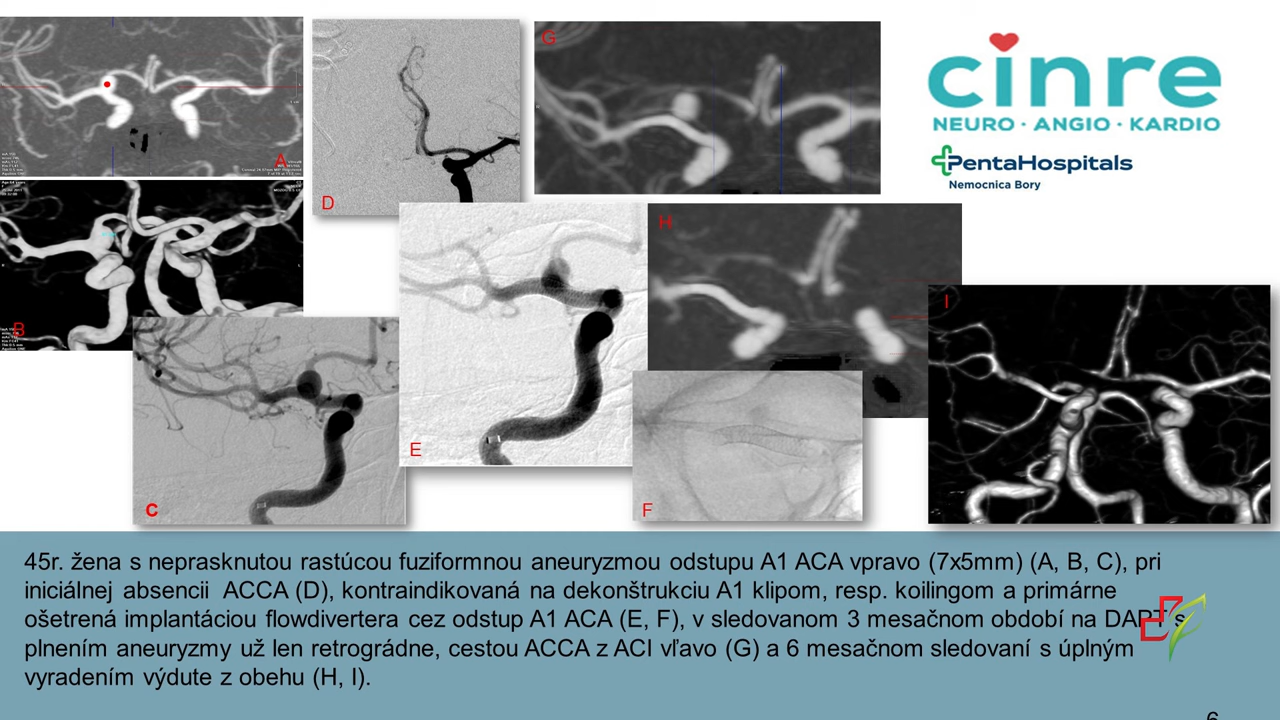 A
B
C
D
E
F
G
H
I
cinre
NEURO · ANGIO · KARDIO
PentaHospitals
Nemocnica Bory
45r. žena s neprasknutou rastúcou fuziformnou aneuryzmou odstupu A1 ACA vpravo (7x5mm) (A, B, C), pri
iniciálnej absencii ACCA (D), kontraindikovaná na dekonštrukciu A1 klipom, resp. koilingom a primárne
ošetrená implantáciou flowdivertera cez odstup A1 ACA (E, F), v sledovanom 3 mesačnom období na DAPT s
plnením aneuryzmy už len retrográdne, cestou ACCA z ACI vľavo (G) a 6 mesačnom sledovaní s úplným
vyradením výdute z obehu (H, I).
6